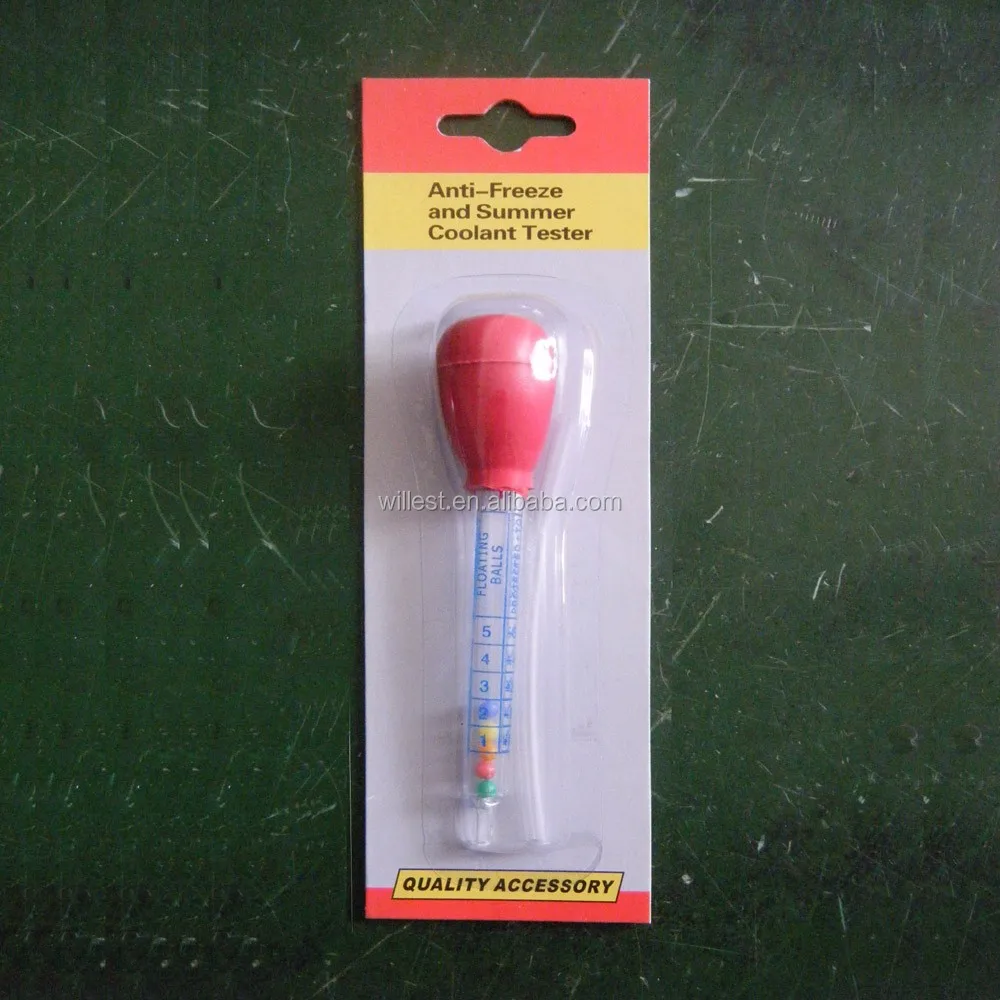 Anti-Freeze
and Summer
Coolant Tester
willest.en.alibaba.com
FLOATING
BALLS
5
4
3
2
1
QUALITY ACCESSORY